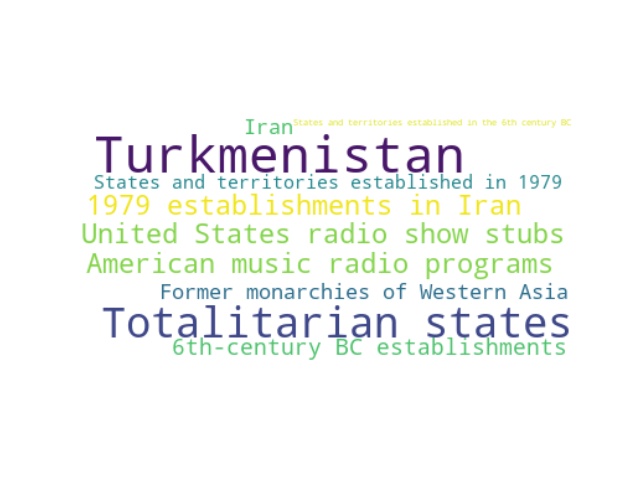 Iran
States and territories established in the 6th century BC
Turkmenistan
States and territories established in 1979
1979 establishments in Iran
United States radio show stubs
American music radio programs
Former monarchies of Western Asia
Totalitarian states
6th-century BC establishments